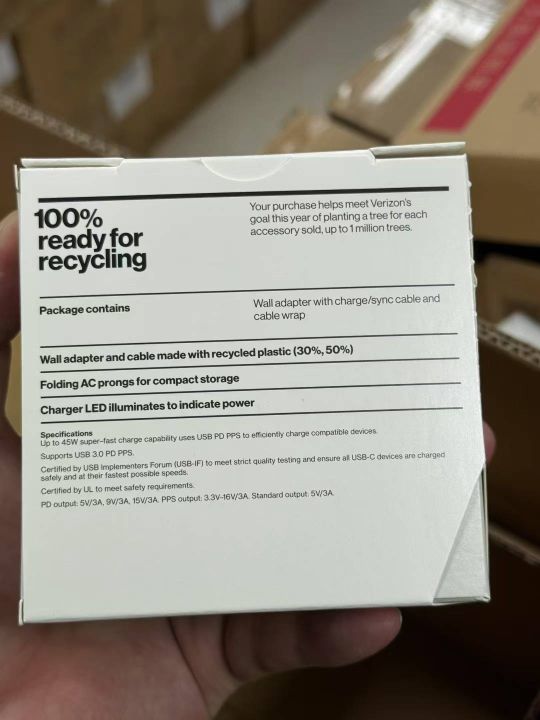 100%
ready for
recycling
Your purchase helps meet Verizon's
goal this year of planting a tree for each
accessory sold, up to 1 million trees.
Package contains
Wall adapter with charge/sync cable and
cable wrap
Wall adapter and cable made with recycled plastic (30%, 50%)
Folding AC prongs for compact storage
Charger LED illuminates to indicate power
Specifications
Up to 45W super-fast charge capability uses USB PD PPS to efficiently charge compatible devices.
Supports USB 3.0 PD PPS.
Certified by USB Implementers Forum (USB-IF) to meet strict quality testing and ensure all USB-C devices are charged
safely and at their fastest possible speeds.
Certified by UL to meet safety requirements.
PD output: 5V/3A, 9V/3A, 15V/3A. PPS output: 3.3V-16V/3A. Standard output: 5V/3A.